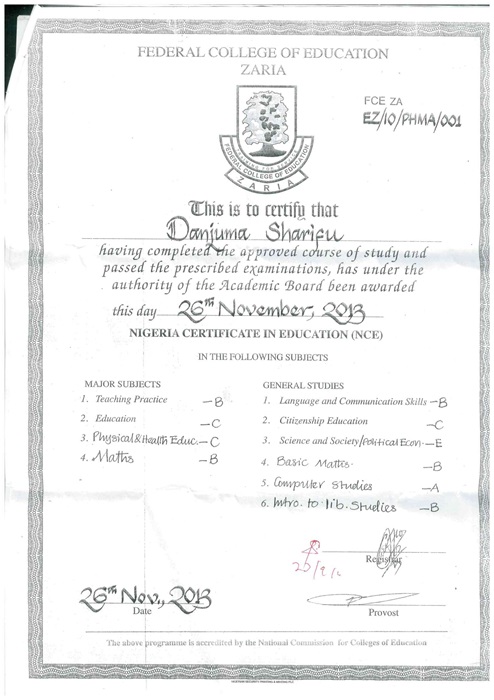 FEDERAL COLLEGE OF EDUCATION
ZARIA
FCE ZA
EZ/10/PHMA/001
TRAINING FOR SERVICE
FEDERAL COLLEGE OF EDUCATION
ZARIA
This is to certify that
Danjuma Sharifu
having completed the approved course of study and
passed the prescribed examinations, has under the
authority of the Academic Board been awarded
this day 26TH November, 2013
NIGERIA CERTIFICATE IN EDUCATION (NCE)
IN THE FOLLOWING SUBJECTS
MAJOR SUBJECTS
1. Teaching Practice - B
2. Education - C
3. Physical & Health Educ. - C
4. Maths - B
GENERAL STUDIES
1. Language and Communication Skills - B
2. Citizenship Education - C
3. Science and Society/Political Econ - E
4. Basic Maths. - B
5. Computer Studies - A
6. Intro. to lib. Studies - B
Registrar
26TH Nov., 2013
Date
Provost
The above programme is accredited by the National Commission for Colleges of Education